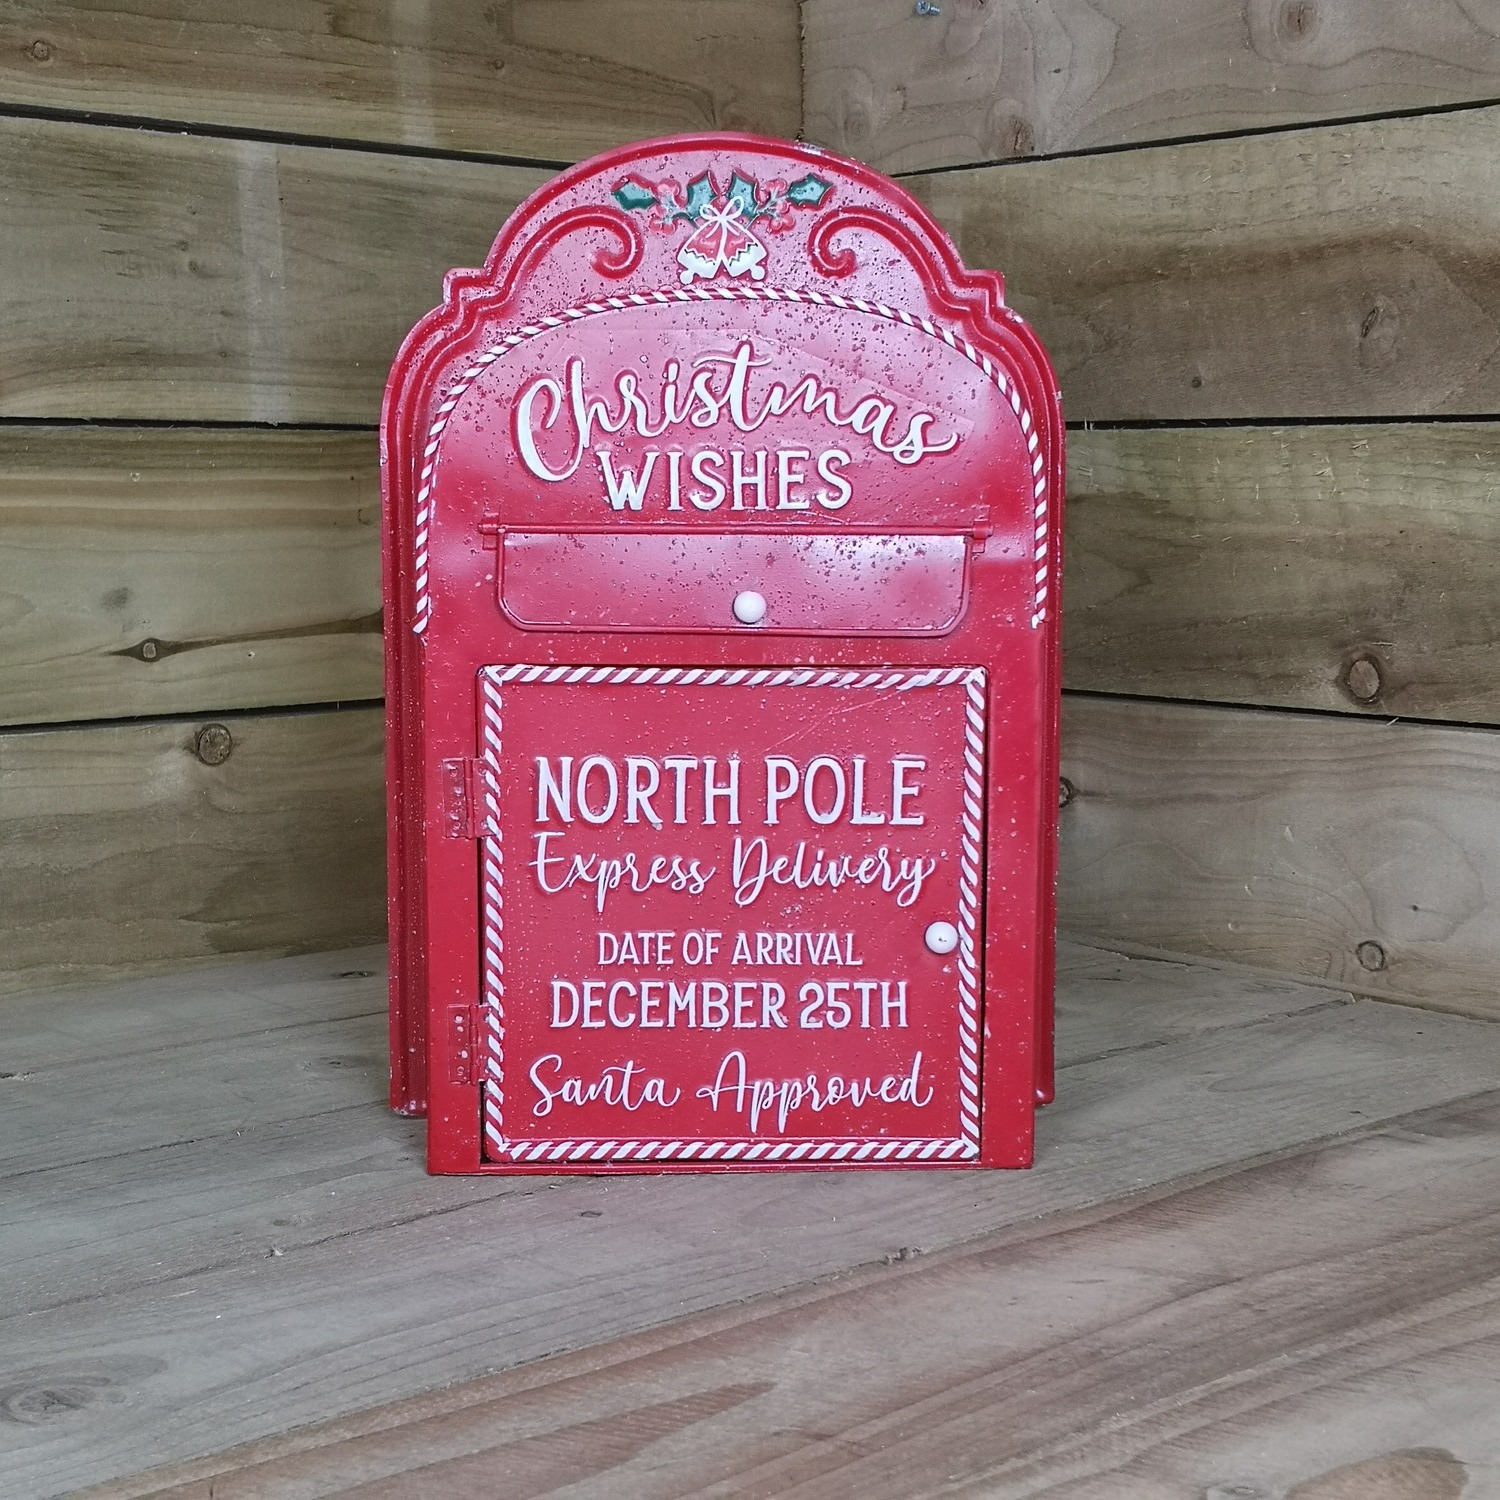 Christmas
WISHES
NORTH POLE
Express Delivery
DATE OF ARRIVAL
DECEMBER 25TH
Santa Approved